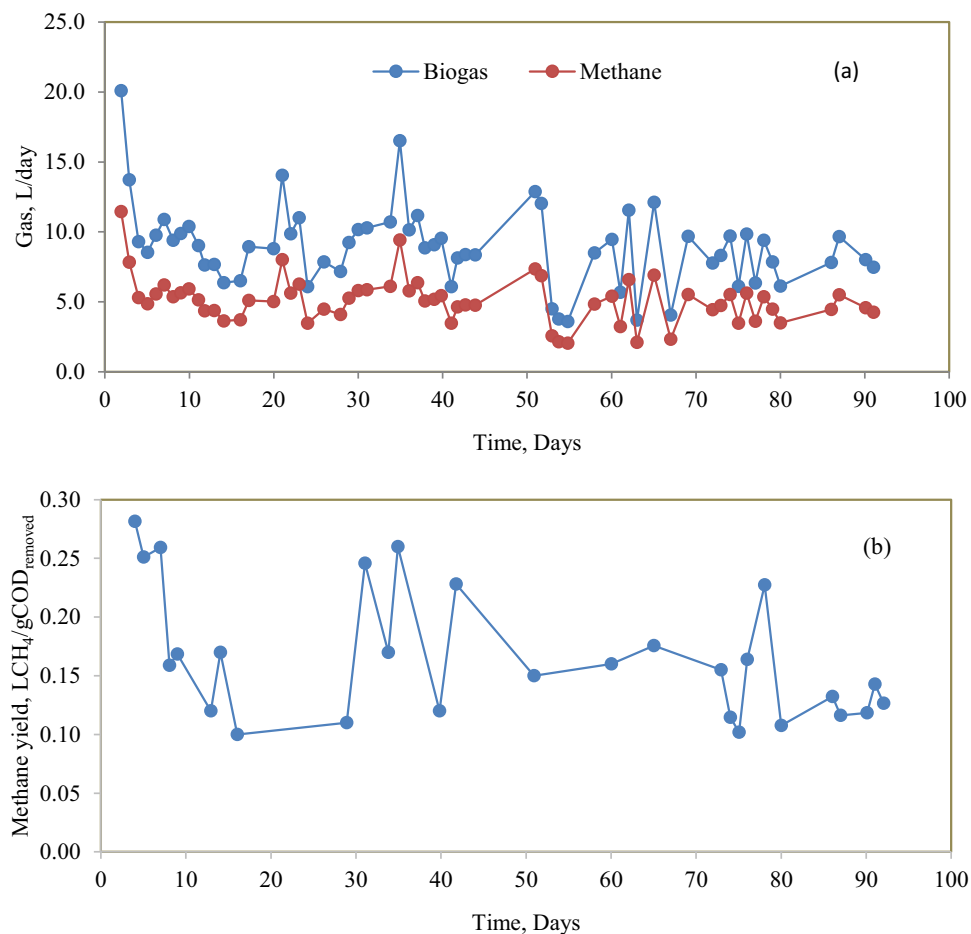 25.0
Biogas Methane (a)
20.0
15.0
10.0
5.0
0.0
Gas, L/day
0 10 20 30 40 50 60 70 80 90 100
Time, Days
0.30
(b)
0.25
0.20
0.15
0.10
0.05
0.00
Methane yield, LCH₄/gCODremoved
0 10 20 30 40 50 60 70 80 90 100
Time, Days